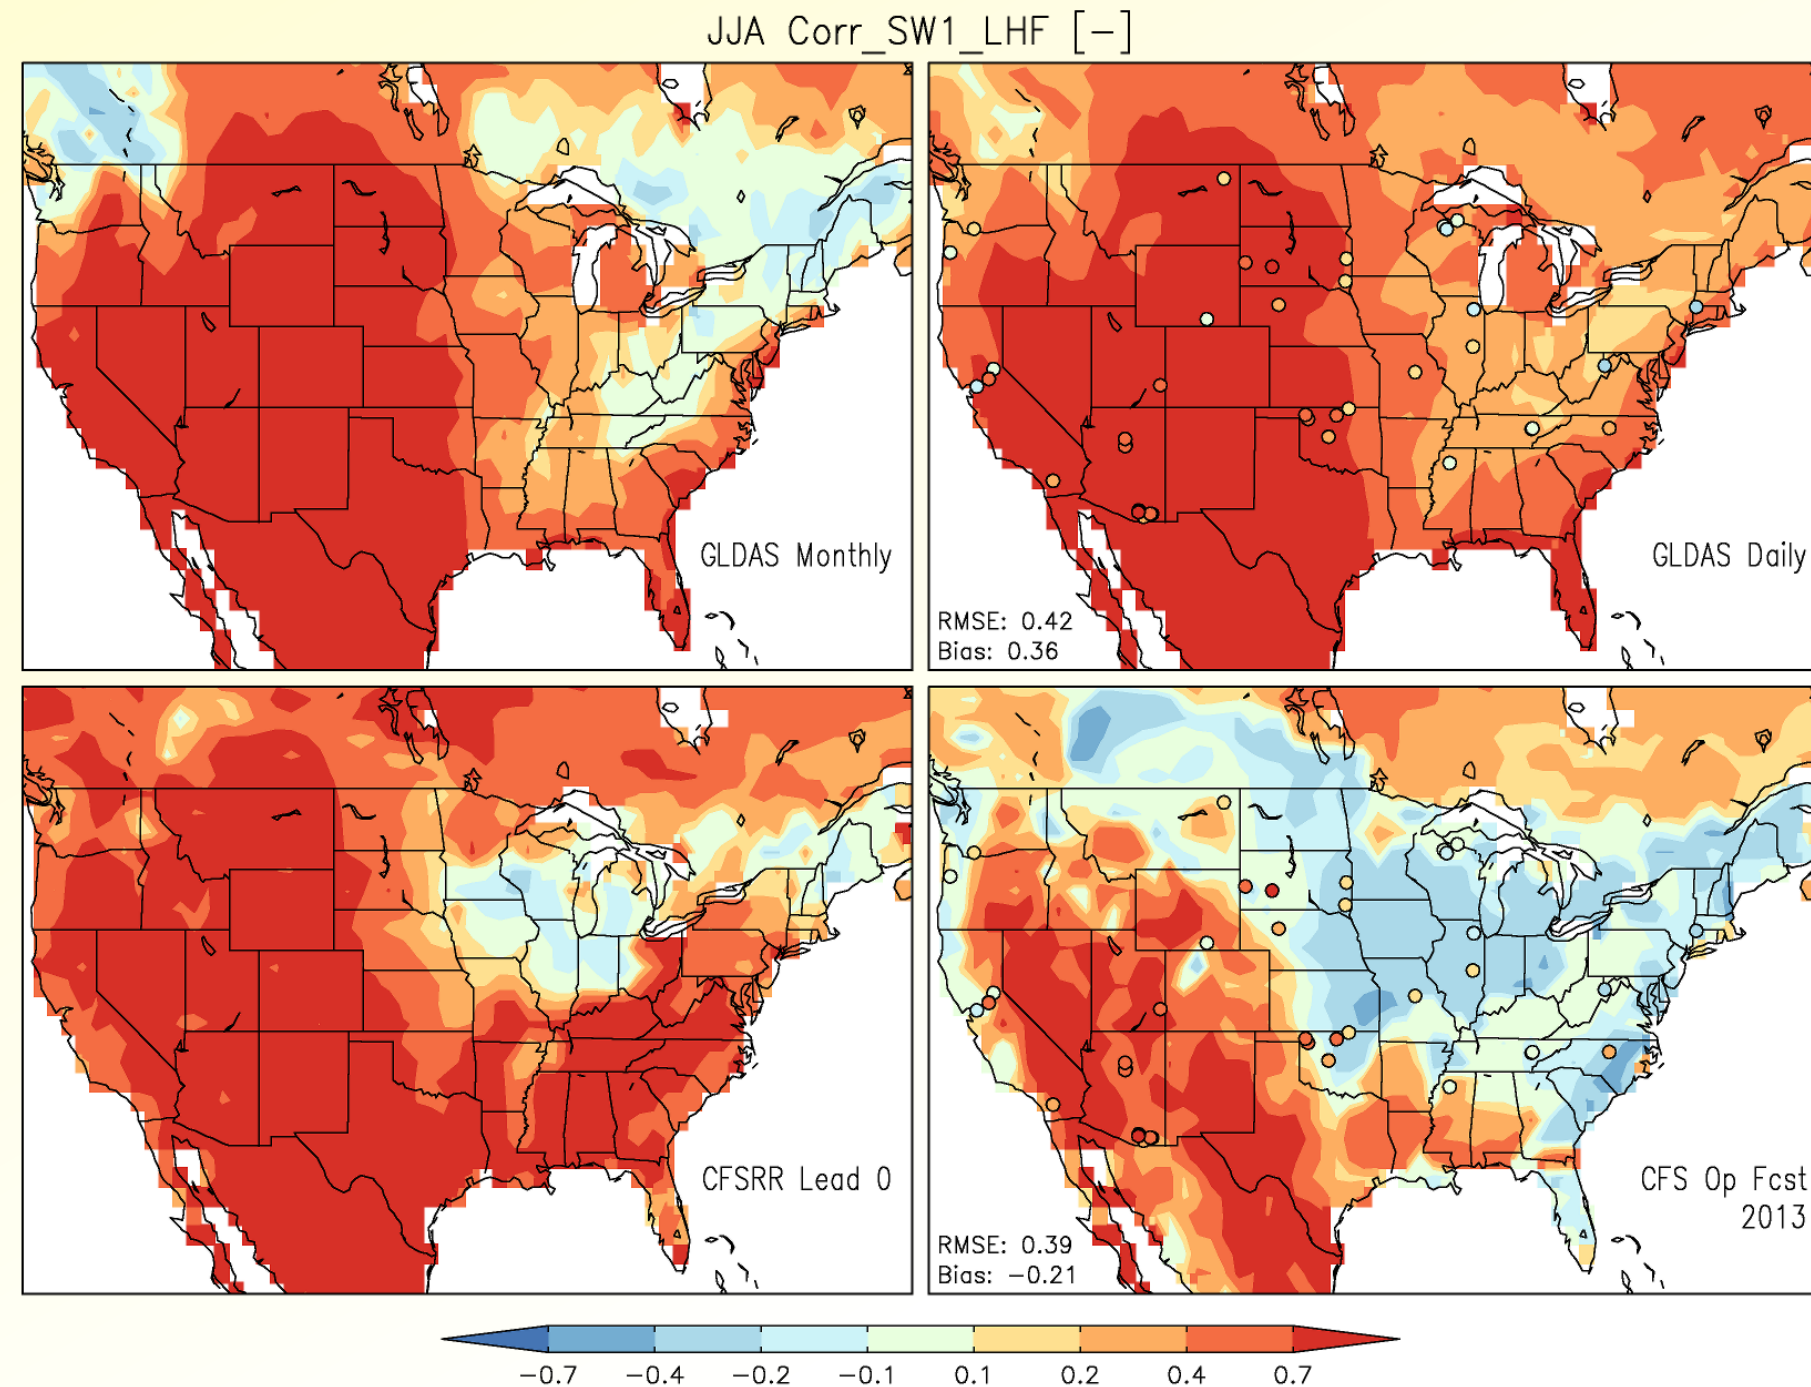 JJA Corr_SW1_LHF [−]
GLDAS Monthly
GLDAS Daily
RMSE: 0.42
Bias: 0.36
CFSRR Lead 0
CFS Op Fcst
2013
RMSE: 0.39
Bias: −0.21
−0.7 −0.4 −0.2 −0.1 0.1 0.2 0.4 0.7